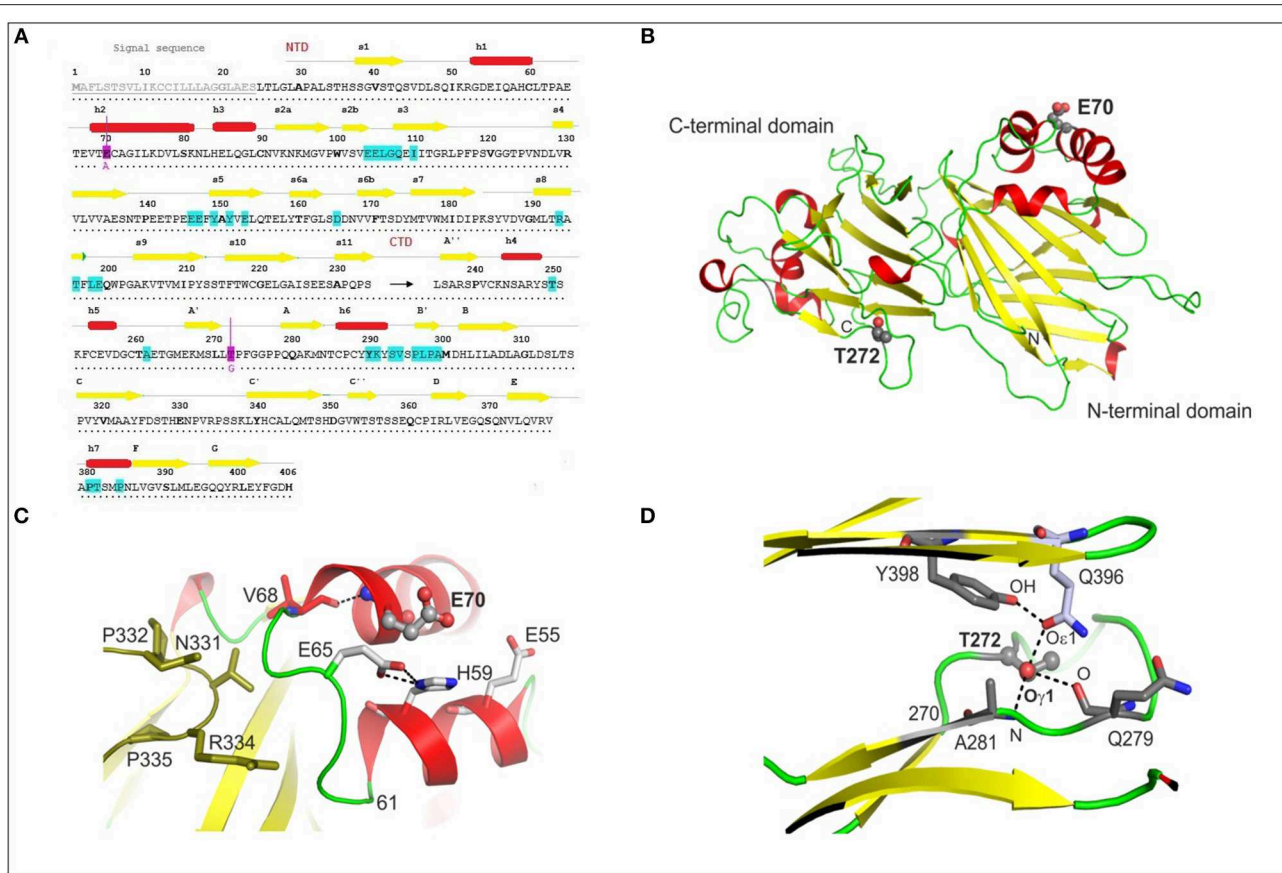 A
Signal sequence NTD s1 h1
1 10 20 30 40 50 60
MAFLSTSVLIKCCILLLAGGLAESTLGLAPALSTHSSGVSTQSVDLSQIKRGDEIQAHCLTPAE
h2 h3 s2a s2b s3 s4
70 80 90 100 110 120 130
TEVTECAGILKDVLSKNLHELQGLCNVKNKMGVPWVSVEELGQEIITGRLPFPSVGGTPVNDLVR
A
s5 s6a s6b s7 s8
140 150 160 170 180 190
VLVVAESNTPEETPEEFYAYVELQTELYTFGLSDDNVVFTSDYMTVWMIDIPKSYVDVGMLTRA
s9 s10 s11 CTD A'' h4
200 210 220 230 240 250
TFLEQWPGAKVTVMIPYSSTFTWCGELGAISEESAPQPS LSARSPVCKNSARYSTS
h5 A' A h6 B' B
260 270 280 290 300 310
KFCEVDGCTAETGMEKMSLLTPFGGPPQQAKMNTCPCYYKYSVSPLPAMDHLILADLAGLDSLTS
G
C C' C'' D E
320 330 340 350 360 370
PVYVMAAYFDSTHENPVRPSSKLYHCALQMTSHDGVWTSTSSEQCPIRLVEGQSQNVLQVRV
h7 F G
380 390 400 406
APTSMPNLVGVSLMLEGQQYRLEYFGDH
B
E70
C-terminal domain
C
T272
N
N-terminal domain
C
V68
E70
P332
N331
E65
E55
H59
R334
P335
61
D
Y398
OH
Q396
Oε1
T272
O
Oγ1
270
A281
N
Q279